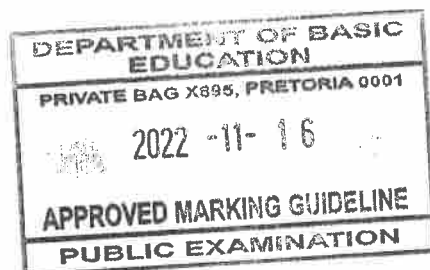 DEPARTMENT OF BASIC
EDUCATION
PRIVATE BAG X895, PRETORIA 0001
2022 -11- 16
APPROVED MARKING GUIDELINE
PUBLIC EXAMINATION